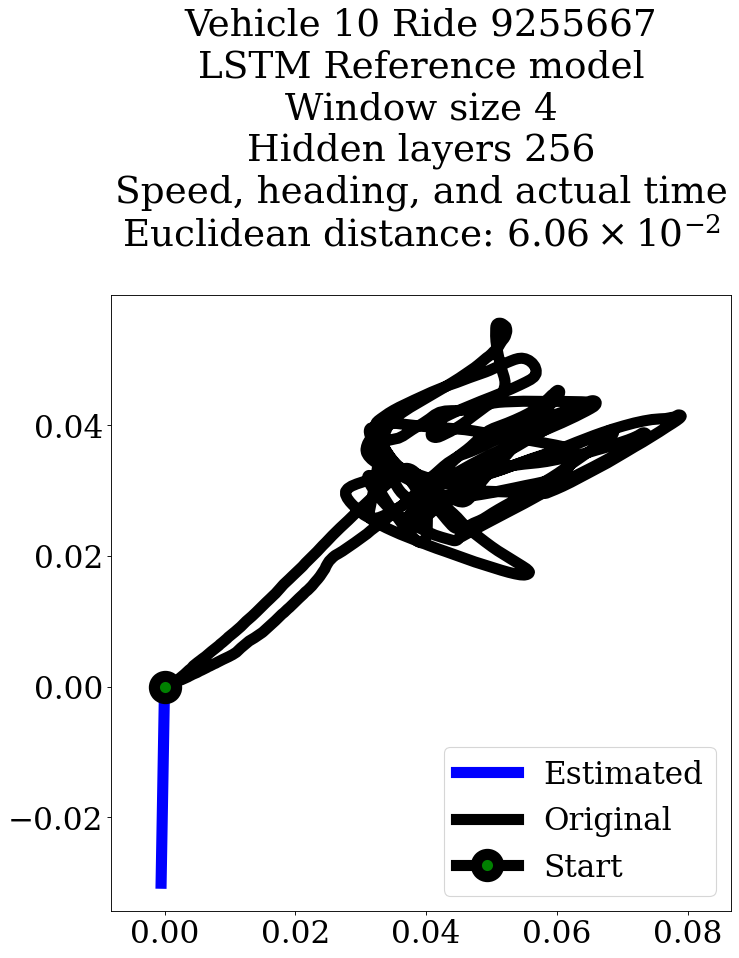 Vehicle 10 Ride 9255667
LSTM Reference model
Window size 4
Hidden layers 256
Speed, heading, and actual time
Euclidean distance: 6.06 × 10⁻²
0.04
0.02
0.00
−0.02
Estimated
Original
Start
0.00 0.02 0.04 0.06 0.08